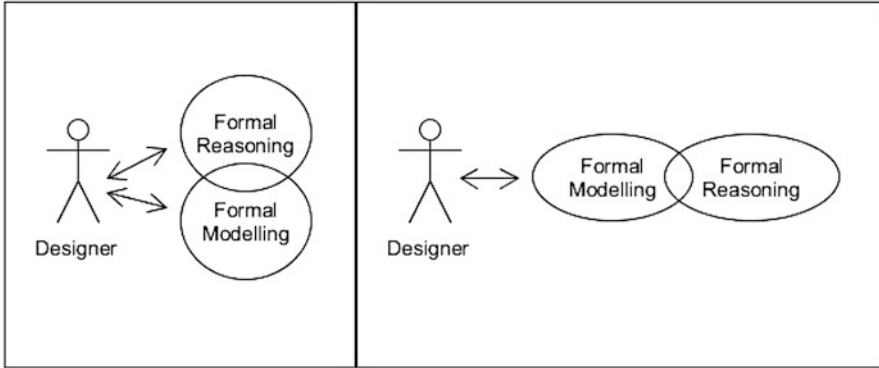 Formal
Reasoning
Formal
Modelling
Designer
Formal
Modelling
Formal
Reasoning
Designer